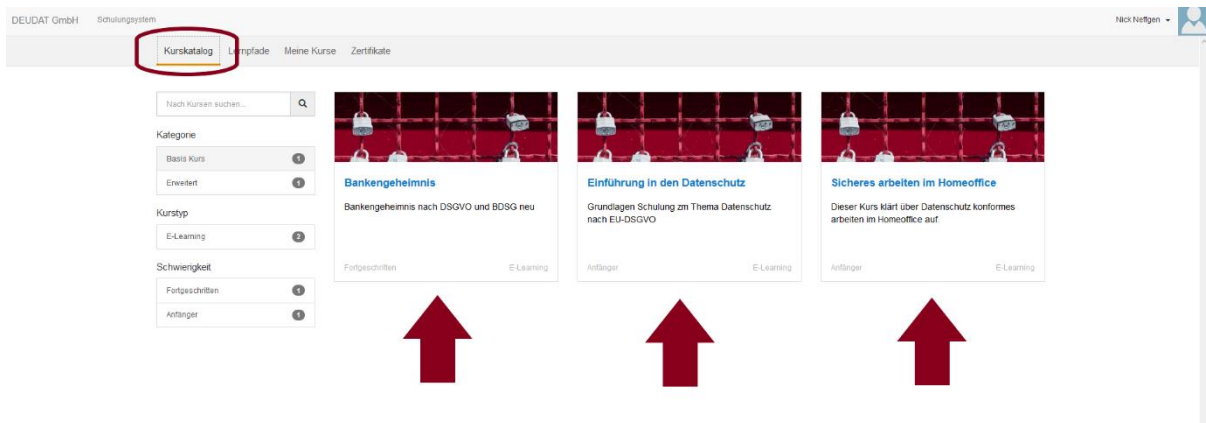 DEUDAT GmbH Schulungsystem Nick Neffgen
Kurskatalog Lernpfade Meine Kurse Zertifikate
Nach Kursen suchen...
Kategorie
Basis Kurs 1
Erweitert 1
Kurstyp
E-Learning 2
Schwierigkeit
Fortgeschritten 1
Anfänger 1
Bankengeheimnis
Bankengeheimnis nach DSGVO und BDSG neu
Fortgeschritten E-Learning
Einführung in den Datenschutz
Grundlagen Schulung zm Thema Datenschutz
nach EU-DSGVO
Anfänger E-Learning
Sicheres arbeiten im Homeoffice
Dieser Kurs klärt über Datenschutz konformes
arbeiten im Homeoffice auf.
Anfänger E-Learning